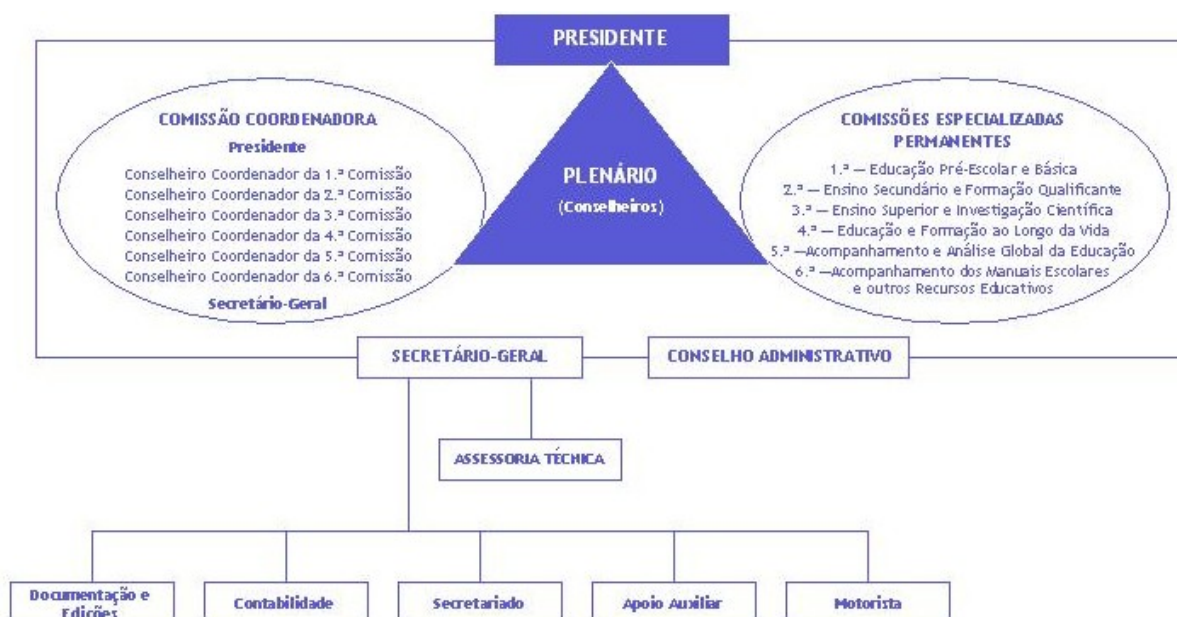 PRESIDENTE
COMISSÃO COORDENADORA
Presidente
Conselheiro Coordenador da 1.ª Comissão
Conselheiro Coordenador da 2.ª Comissão
Conselheiro Coordenador da 3.ª Comissão
Conselheiro Coordenador da 4.ª Comissão
Conselheiro Coordenador da 5.ª Comissão
Conselheiro Coordenador da 6.ª Comissão
Secretário-Geral
PLENÁRIO
(Conselheiros)
COMISSÕES ESPECIALIZADAS
PERMANENTES
1.ª — Educação Pré-Escolar e Básica
2.ª — Ensino Secundário e Formação Qualificante
3.ª — Ensino Superior e Investigação Científica
4.ª — Educação e Formação ao Longo da Vida
5.ª —Acompanhamento e Análise Global da Educação
6.ª —Acompanhamento dos Manuais Escolares
e outros Recursos Educativos
SECRETÁRIO-GERAL
CONSELHO ADMINISTRATIVO
ASSESSORIA TÉCNICA
Documentação e
Edições
Contabilidade
Secretariado
Apoio Auxiliar
Motorista